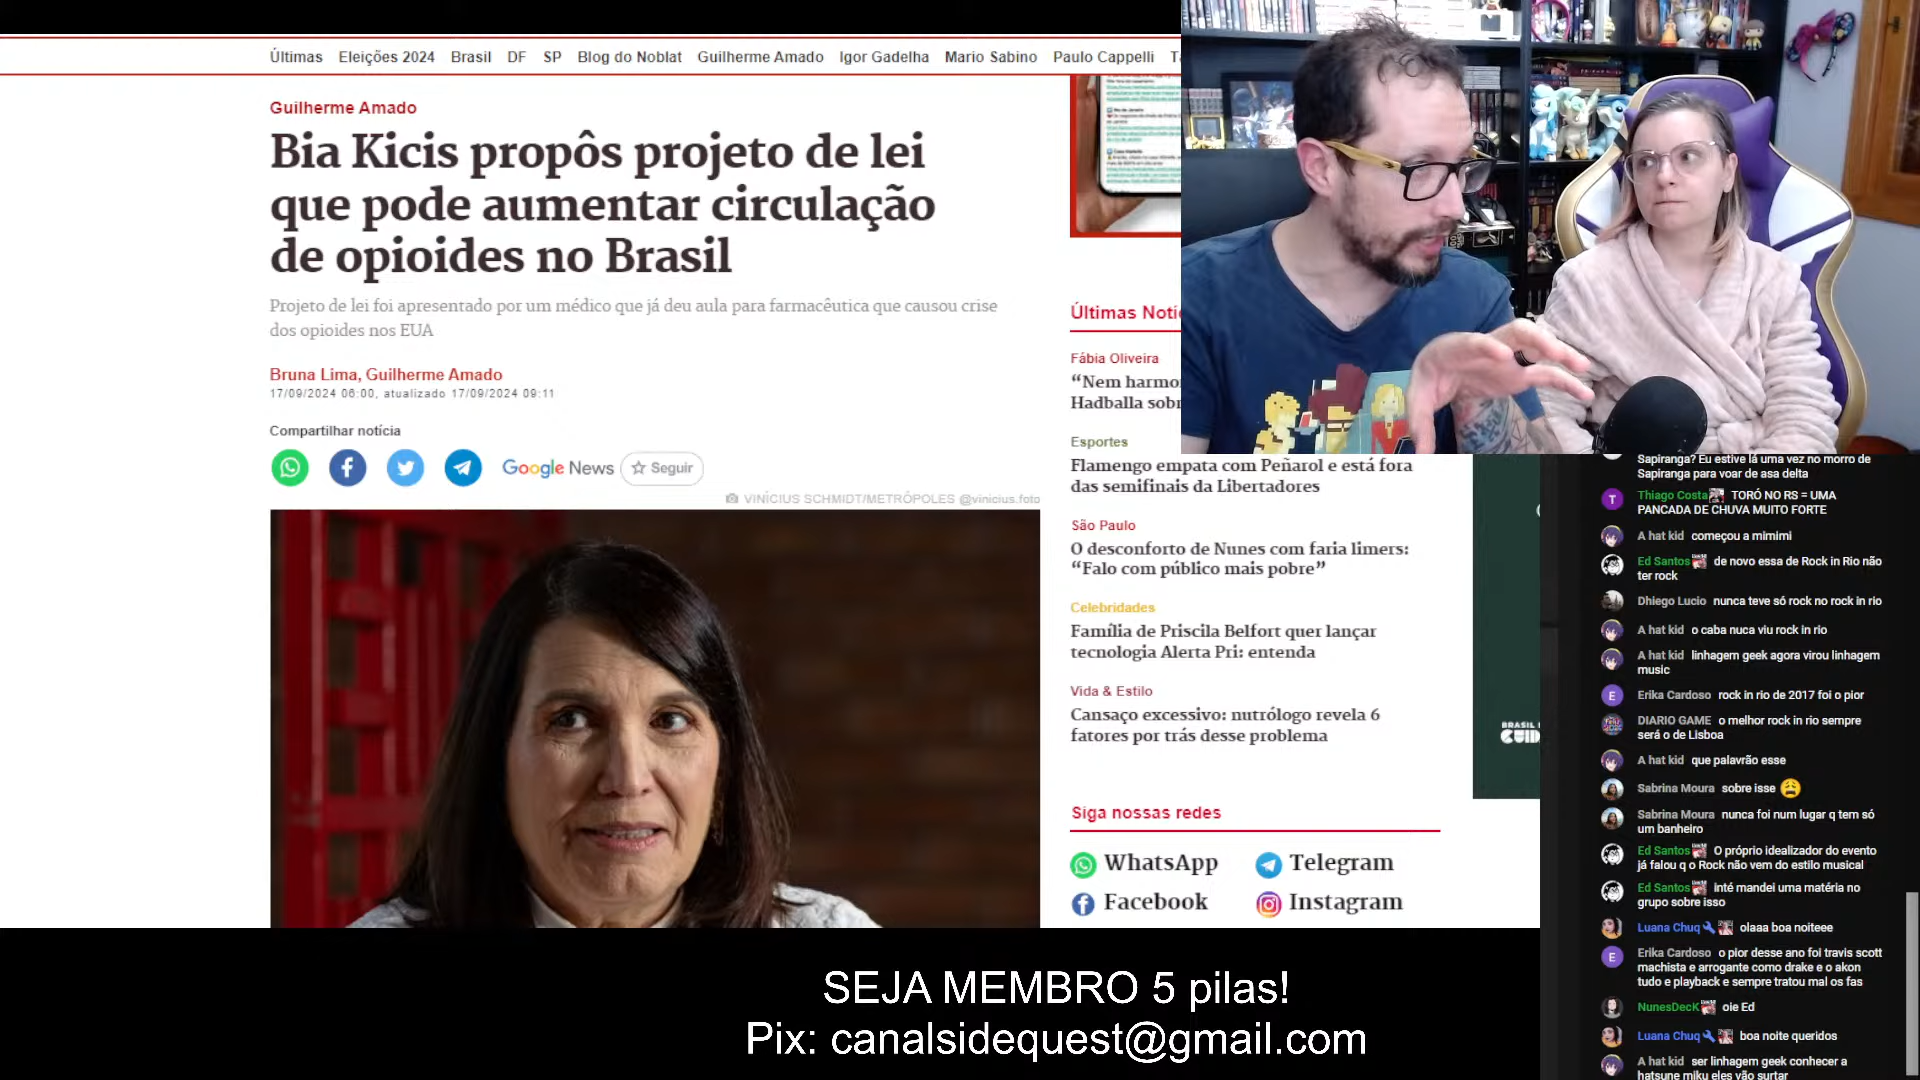 Últimas Eleições 2024 Brasil DF SP Blog do Noblat Guilherme Amado Igor Gadelha Mario Sabino Paulo Cappelli
Guilherme Amado
Bia Kicis propôs projeto de lei
que pode aumentar circulação
de opioides no Brasil
Projeto de lei foi apresentado por um médico que já deu aula para farmacêutica que causou crise
dos opioides nos EUA
Bruna Lima, Guilherme Amado
17/09/2024 06:00, atualizado 17/09/2024 09:11
Compartilhar notícia
Google News Seguir
VINÍCIUS SCHMIDT/METRÓPOLES @vinicius.foto
Últimas Notí
Fábia Oliveira
“Nem harmo
Hadballa sob
Esportes
Flamengo empata com Peñarol e está fora
das semifinais da Libertadores
São Paulo
O desconforto de Nunes com faria limers:
“Falo com público mais pobre”
Celebridades
Família de Priscila Belfort quer lançar
tecnologia Alerta Pri: entenda
Vida & Estilo
Cansaço excessivo: nutrólogo revela 6
fatores por trás desse problema
Siga nossas redes
WhatsApp Telegram
Facebook Instagram
BRASIL
Sapiranga? Eu estive lá uma vez no morro de
Sapiranga para voar de asa delta
T Thiago Costa TORÓ NO RS = UMA
PANCADA DE CHUVA MUITO FORTE
A hat kid começou a mimimi
Ed Santos de novo essa de Rock in Rio não
ter rock
Dhiego Lucio nunca teve só rock no rock in rio
A hat kid o caba nuca viu rock in rio
A hat kid linhagem geek agora virou linhagem
music
E Erika Cardoso rock in rio de 2017 foi o pior
DIARIO GAME o melhor rock in rio sempre
será o de Lisboa
A hat kid que palavrão esse
Sabrina Moura sobre isse 😩
Sabrina Moura nunca foi num lugar q tem só
um banheiro
Ed Santos O próprio idealizador do evento
já falou q o Rock não vem do estilo musical
Ed Santos inté mandei uma matéria no
grupo sobre isso
Luana Chuq olaaa boa noiteee
E Erika Cardoso o pior desse ano foi travis scott
machista e arrogante como drake e o akon
tudo e playback e sempre tratou mal os fas
NunesDecK oie Ed
Luana Chuq boa noite queridos
A hat kid ser linhagem geek conhecer a
hatsune miku eles vão surtar
SEJA MEMBRO 5 pilas!
Pix: canalsidequest@gmail.com